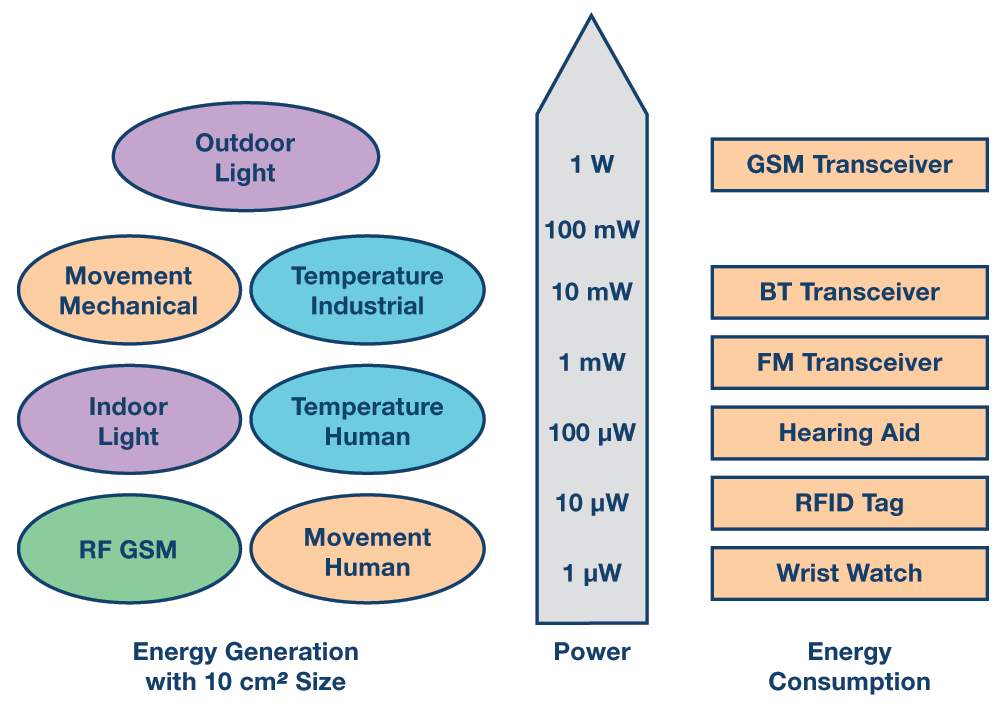 Outdoor
Light
Movement
Mechanical
Temperature
Industrial
Indoor
Light
Temperature
Human
RF GSM
Movement
Human
Energy Generation
with 10 cm² Size
1 W
100 mW
10 mW
1 mW
100 µW
10 µW
1 µW
Power
GSM Transceiver
BT Transceiver
FM Transceiver
Hearing Aid
RFID Tag
Wrist Watch
Energy
Consumption